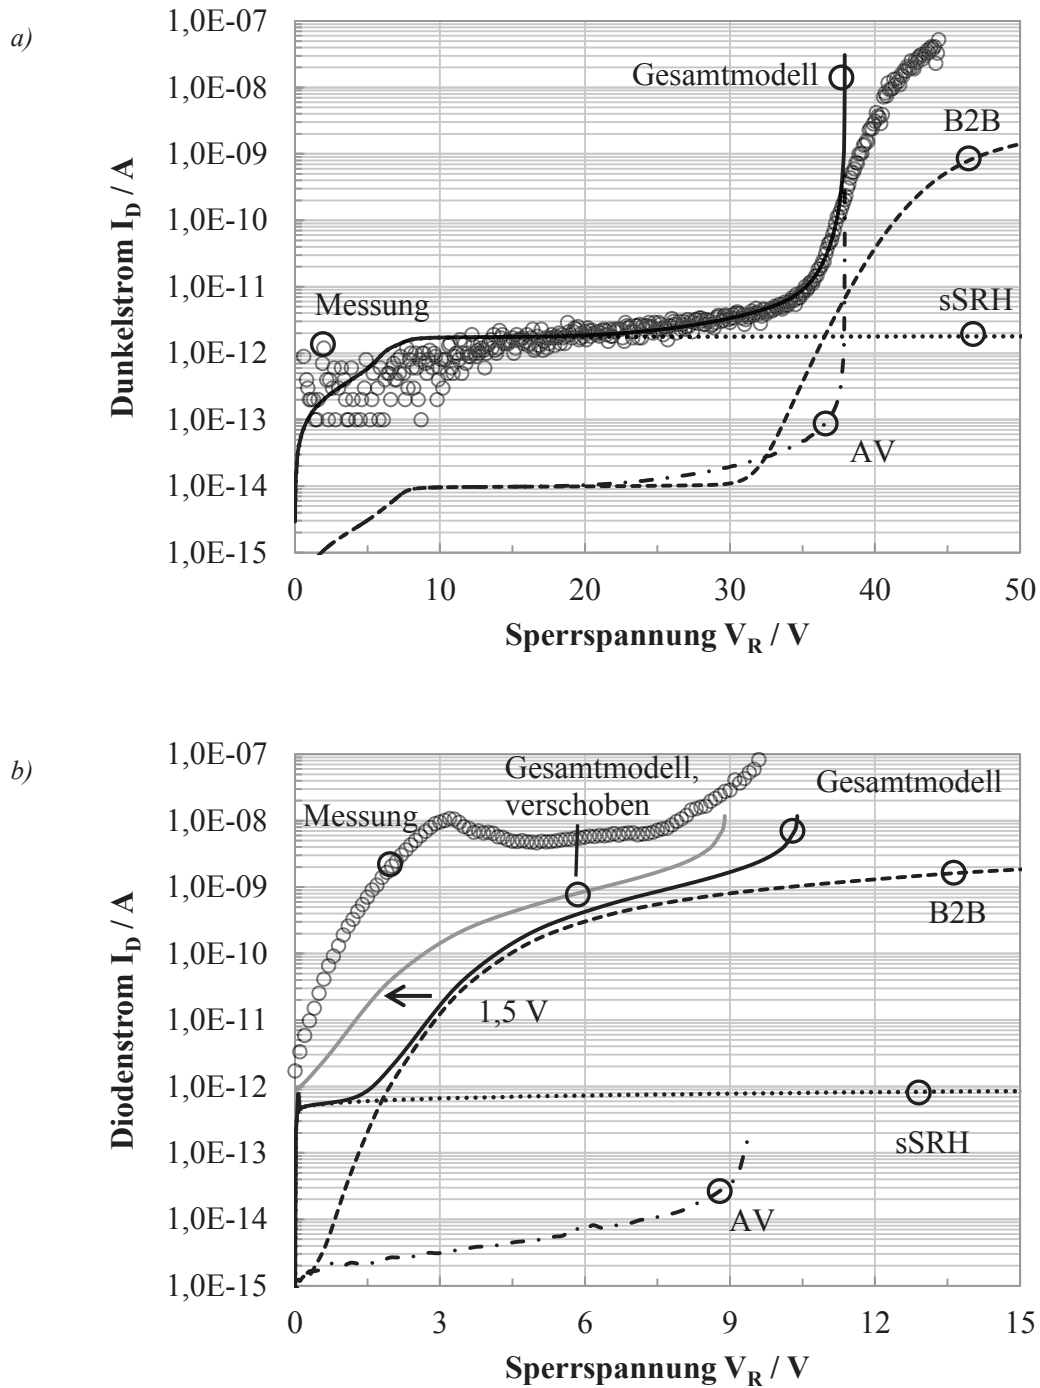 a)
Dunkelstrom I_D / A
1,0E-07
1,0E-08
1,0E-09
1,0E-10
1,0E-11
1,0E-12
1,0E-13
1,0E-14
1,0E-15
Gesamtmodell
B2B
Messung
sSRH
AV
0 10 20 30 40 50
Sperrspannung V_R / V
b)
Diodenstrom I_D / A
1,0E-07
1,0E-08
1,0E-09
1,0E-10
1,0E-11
1,0E-12
1,0E-13
1,0E-14
1,0E-15
Gesamtmodell,
verschoben
Gesamtmodell
Messung
B2B
1,5 V
sSRH
AV
0 3 6 9 12 15
Sperrspannung V_R / V